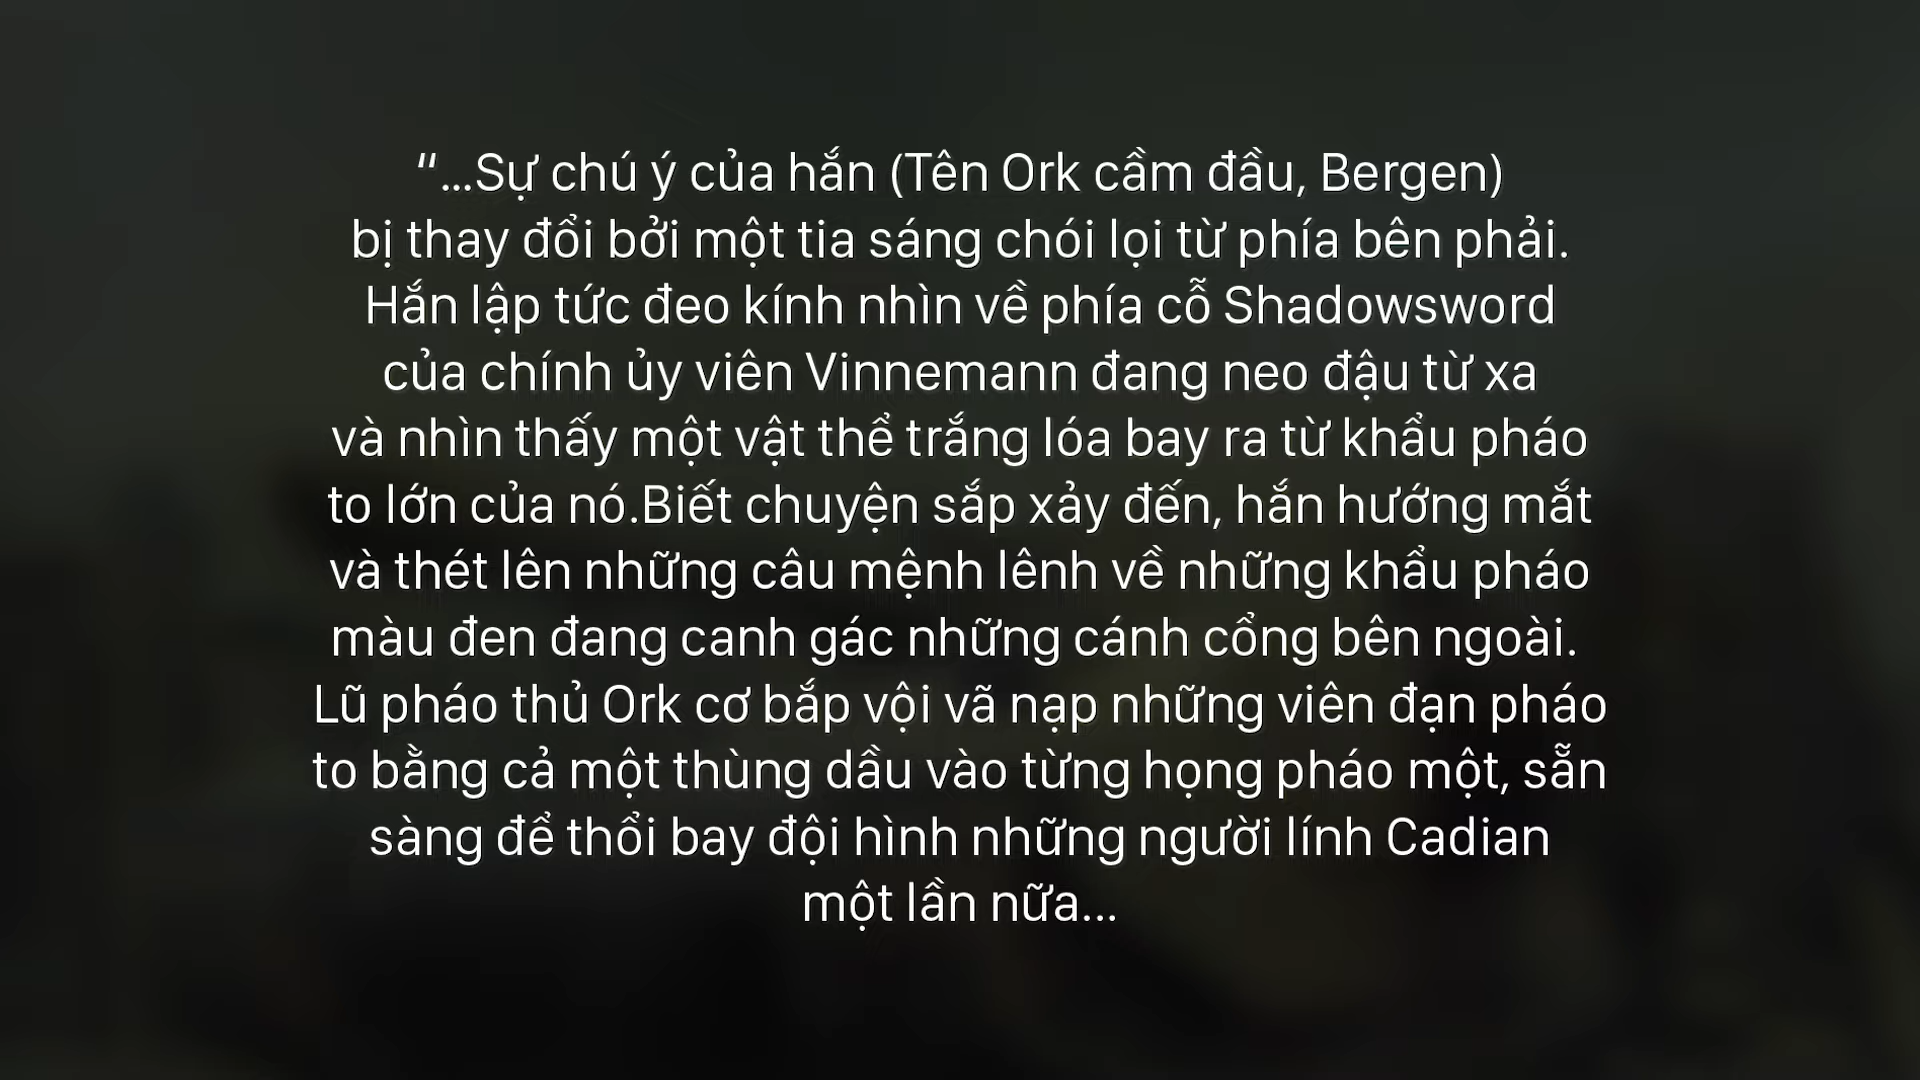 “...Sự chú ý của hắn (Tên Ork cầm đầu, Bergen)
bị thay đổi bởi một tia sáng chói lọi từ phía bên phải.
Hắn lập tức đeo kính nhìn về phía cỗ Shadowsword
của chính ủy viên Vinnemann đang neo đậu từ xa
và nhìn thấy một vật thể trắng lóa bay ra từ khẩu pháo
to lớn của nó.Biết chuyện sắp xảy đến, hắn hướng mắt
và thét lên những câu mệnh lênh về những khẩu pháo
màu đen đang canh gác những cánh cổng bên ngoài.
Lũ pháo thủ Ork cơ bắp vội vã nạp những viên đạn pháo
to bằng cả một thùng dầu vào từng họng pháo một, sẵn
sàng để thổi bay đội hình những người lính Cadian
một lần nữa...